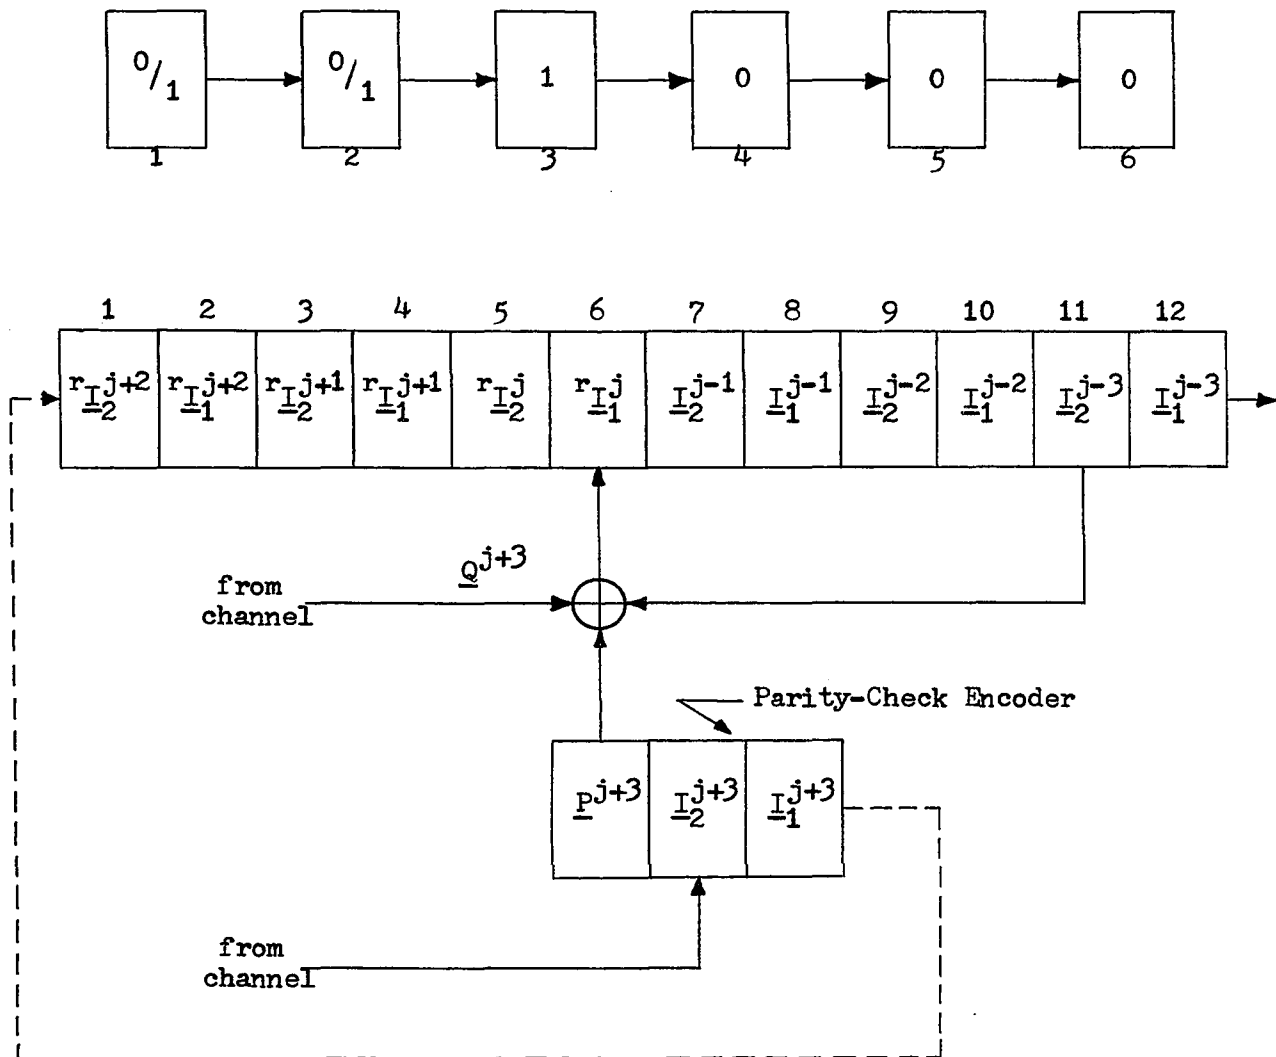 0/1 0/1 1 0 0 0
1 2 3 4 5 6
1 2 3 4 5 6 7 8 9 10 11 12
rI₂ʲ⁺² rI₁ʲ⁺² rI₂ʲ⁺¹ rI₁ʲ⁺¹ rI₂ʲ rI₁ʲ I₂ʲ⁻¹ I₁ʲ⁻¹ I₂ʲ⁻² I₁ʲ⁻² I₂ʲ⁻³ I₁ʲ⁻³
Qʲ⁺³
from
channel
Parity-Check Encoder
Pʲ⁺³ I₂ʲ⁺³ I₁ʲ⁺³
from
channel